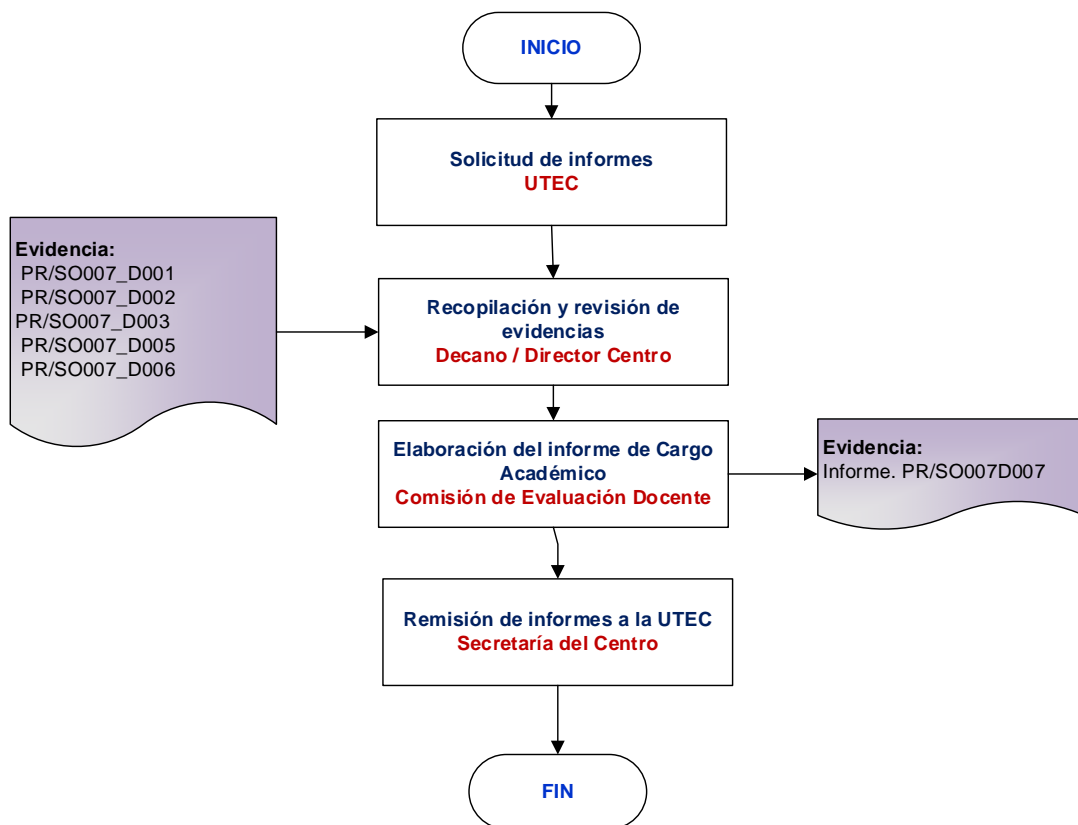 INICIO
Solicitud de informes
UTEC
Evidencia:
PR/SO007_D001
PR/SO007_D002
PR/SO007_D003
PR/SO007_D005
PR/SO007_D006
Recopilación y revisión de
evidencias
Decano / Director Centro
Elaboración del informe de Cargo
Académico
Comisión de Evaluación Docente
Evidencia:
Informe. PR/SO007D007
Remisión de informes a la UTEC
Secretaría del Centro
FIN